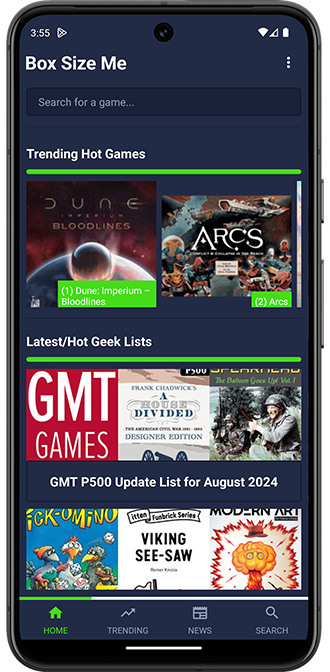 3:55
Box Size Me
Search for a game...
Trending Hot Games
DUNE
IMPERIUM
BLOODLINES
(1) Dune: Imperium –
Bloodlines
ARCS
CONFLICT & COLLAPSE IN THE REACH
(2) Arcs
Latest/Hot Geek Lists
GMT
GAMES
P500
FRANK CHADWICK'S
A HOUSE
DIVIDED
THE AMERICAN CIVIL WAR 1861-1865
DESIGNER EDITION
SPEARHEAD
The Balloon Goes Up! Vol. 1
GMT P500 Update List for August 2024
itten Funbrick Series
VIKING
SEE-SAW
Reiner Knizia
MODERN ART
HOME
TRENDING
NEWS
SEARCH